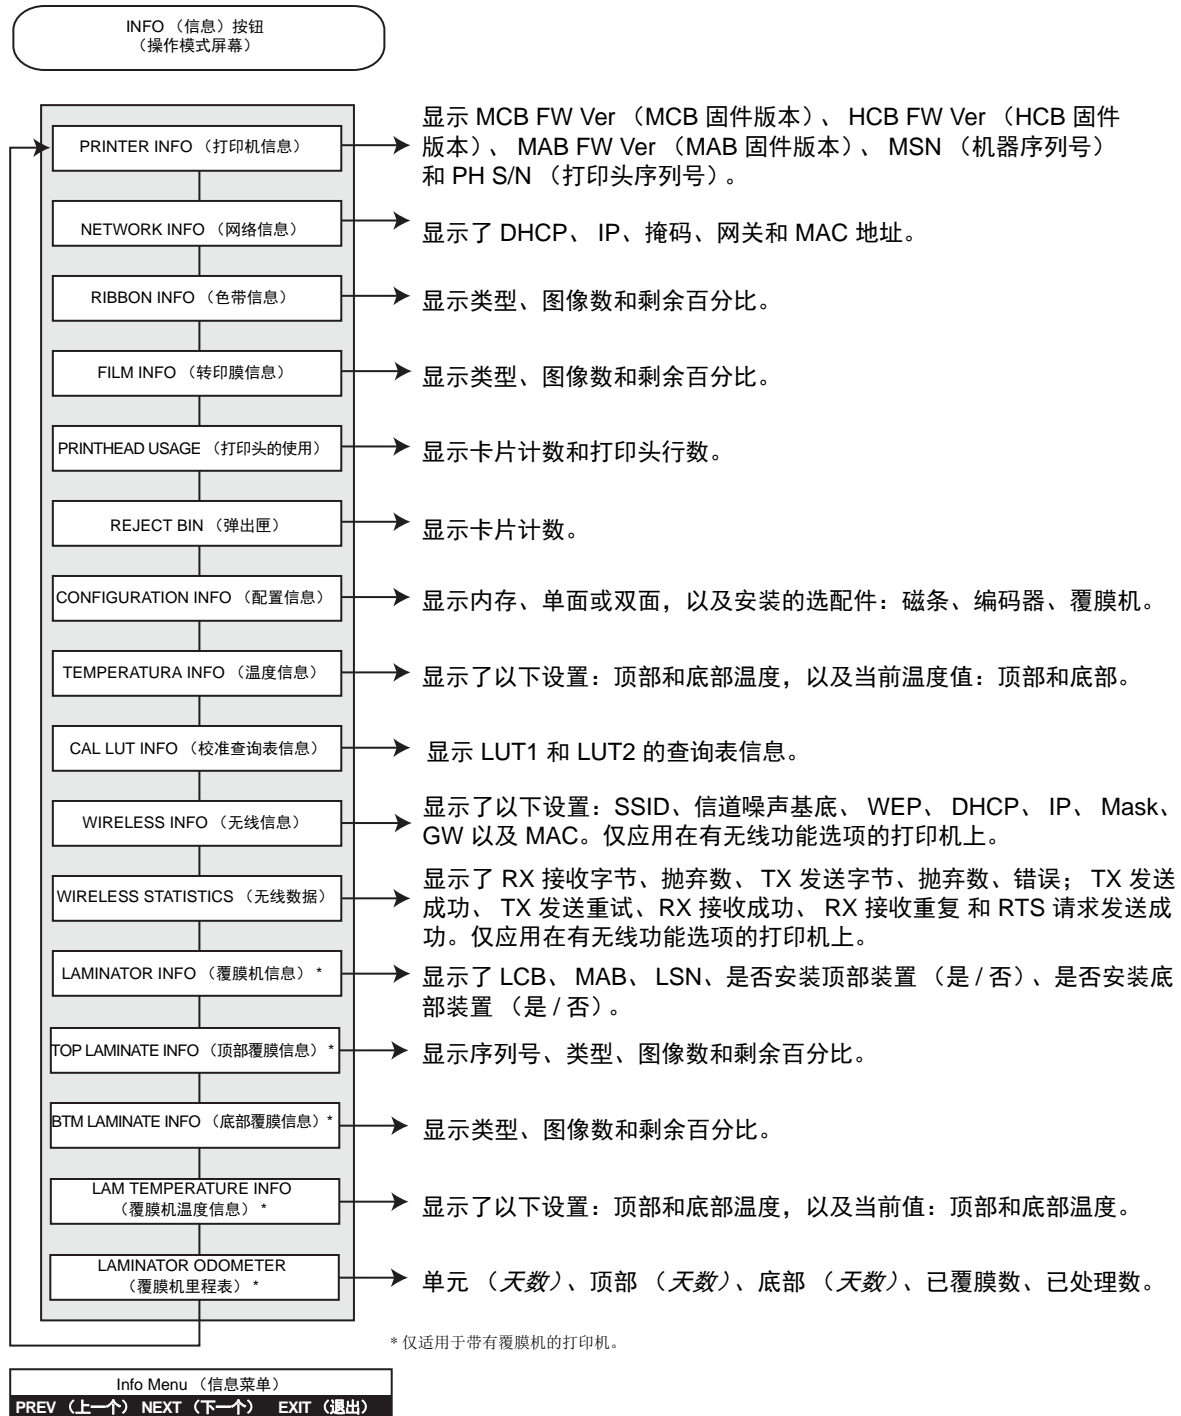 INFO （信息）按钮
（操作模式屏幕）
PRINTER INFO （打印机信息）
显示 MCB FW Ver （MCB 固件版本）、 HCB FW Ver （HCB 固件
版本）、 MAB FW Ver （MAB 固件版本）、 MSN （机器序列号）
和 PH S/N （打印头序列号）。
NETWORK INFO （网络信息）
显示了 DHCP、 IP、掩码、网关和 MAC 地址。
RIBBON INFO （色带信息）
显示类型、图像数和剩余百分比。
FILM INFO （转印膜信息）
显示类型、图像数和剩余百分比。
PRINTHEAD USAGE （打印头的使用）
显示卡片计数和打印头行数。
REJECT BIN （弹出匣）
显示卡片计数。
CONFIGURATION INFO （配置信息）
显示内存、单面或双面，以及安装的选配件：磁条、编码器、覆膜机。
TEMPERATURA INFO （温度信息）
显示了以下设置：顶部和底部温度，以及当前温度值：顶部和底部。
CAL LUT INFO （校准查询表信息）
显示 LUT1 和 LUT2 的查询表信息。
WIRELESS INFO （无线信息）
显示了以下设置：SSID、信道噪声基底、 WEP、 DHCP、 IP、 Mask、
GW 以及 MAC。仅应用在有无线功能选项的打印机上。
WIRELESS STATISTICS （无线数据）
显示了 RX 接收字节、抛弃数、 TX 发送字节、抛弃数、错误； TX 发送
成功、 TX 发送重试、RX 接收成功、 RX 接收重复 和 RTS 请求发送成
功。仅应用在有无线功能选项的打印机上。
LAMINATOR INFO （覆膜机信息） *
显示了 LCB、 MAB、 LSN、是否安装顶部装置 （是 / 否）、是否安装底
部装置 （是 / 否）。
TOP LAMINATE INFO （顶部覆膜信息） *
显示序列号、类型、图像数和剩余百分比。
BTM LAMINATE INFO （底部覆膜信息）*
显示类型、图像数和剩余百分比。
LAM TEMPERATURE INFO
（覆膜机温度信息） *
显示了以下设置：顶部和底部温度，以及当前值：顶部和底部温度。
LAMINATOR ODOMETER
（覆膜机里程表） *
单元 （天数）、顶部 （天数）、底部 （天数）、已覆膜数、已处理数。
* 仅适用于带有覆膜机的打印机。
Info Menu （信息菜单）
PREV （上一个） NEXT （下一个） EXIT （退出）